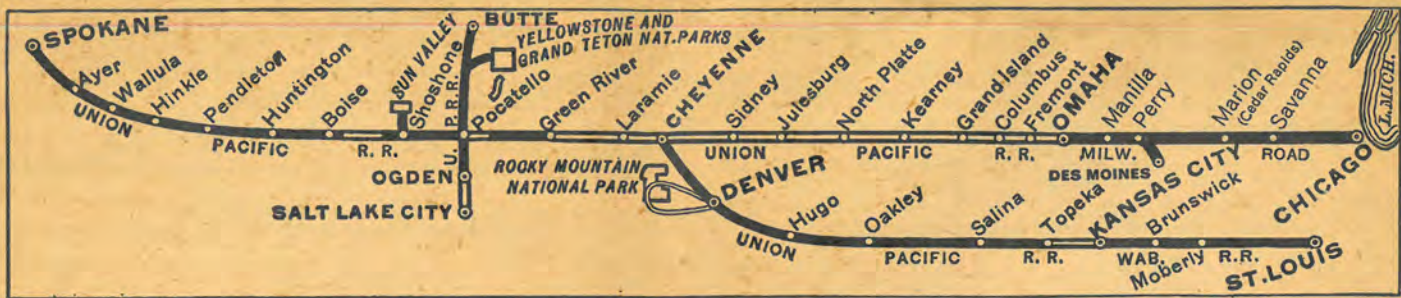 SPOKANE
Ayer
Wallula
Hinkle
Pendleton
Huntington
Boise
SUN VALLEY
Shoshone
UNION
PACIFIC
R. R.
BUTTE
YELLOWSTONE AND
GRAND TETON NAT. PARKS
U. P. R. R.
Pocatello
OGDEN
SALT LAKE CITY
Green River
Laramie
CHEYENNE
ROCKY MOUNTAIN
NATIONAL PARK
DENVER
Sidney
Julesburg
North Platte
Kearney
Grand Island
Columbus
Fremont
OMAHA
UNION
PACIFIC
R. R.
Manilla
Perry
MILW.
DES MOINES
Marion
(Cedar Rapids)
Savanna
ROAD
CHICAGO
L. MICH.
UNION
Hugo
Oakley
PACIFIC
Salina
Topeka
R. R.
KANSAS CITY
Brunswick
WAB.
Moberly
R.R.
ST. LOUIS